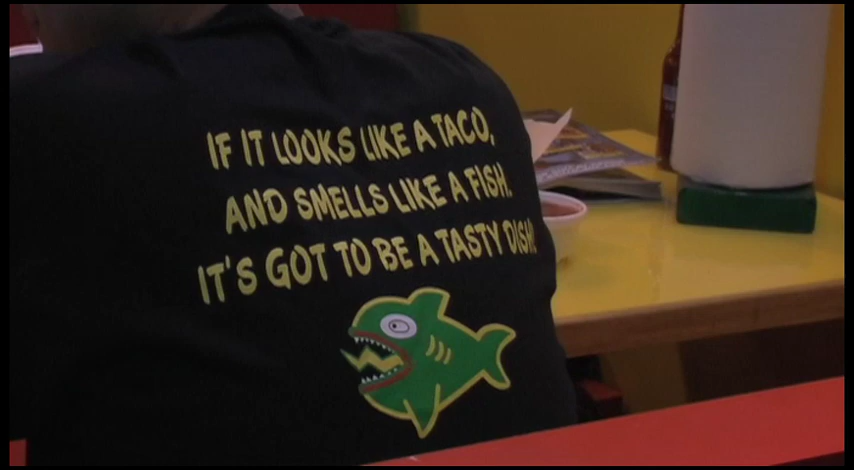 IF IT LOOKS LIKE A TACO,
AND SMELLS LIKE A FISH.
IT'S GOT TO BE A TASTY DISH!